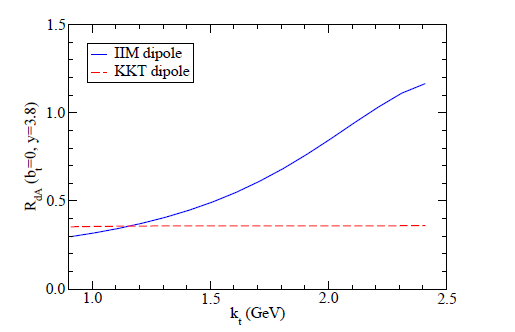 1.5
IIM dipole
KKT dipole
1.0
R_dA (b_t=0, y=3.8)
0.5
0.0
1.0 1.5 2.0 2.5
k_t (GeV)